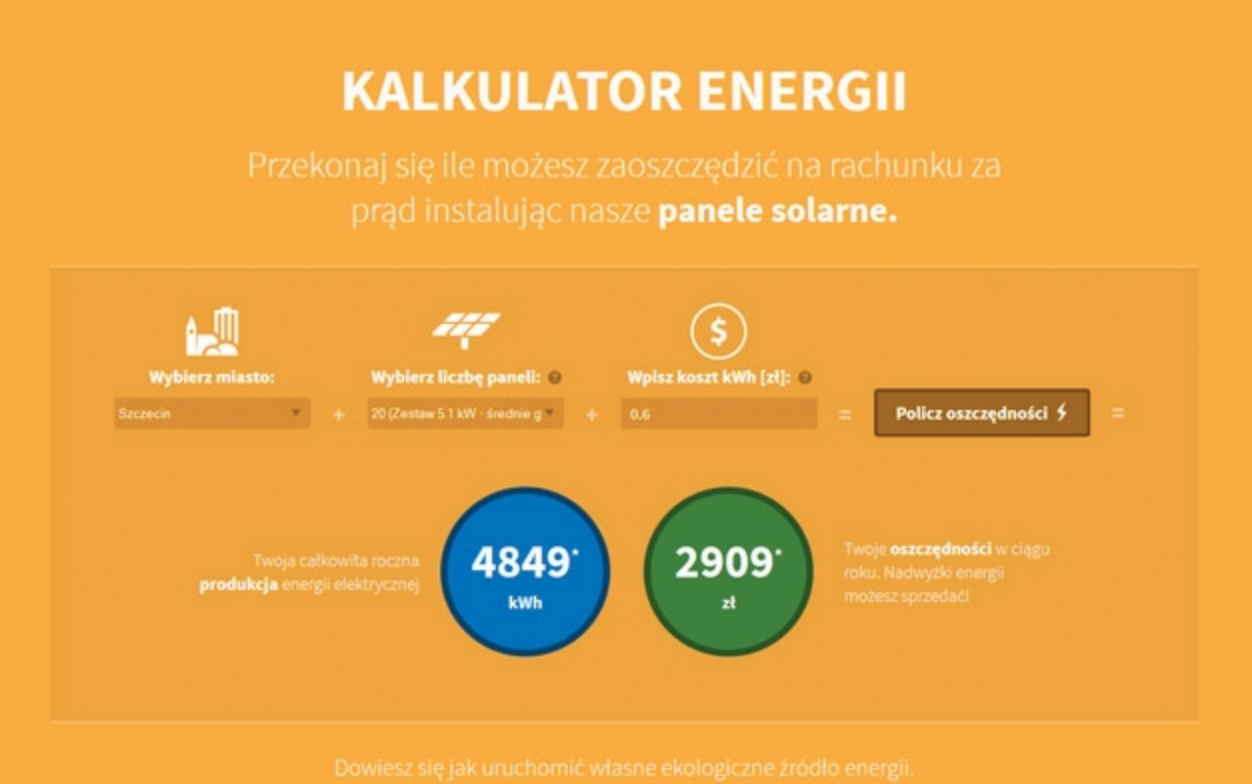 KALKULATOR ENERGII
Przekonaj się ile możesz zaoszczędzić na rachunku za
prąd instalując nasze panele solarne.
$
Wybierz miasto:
Wybierz liczbę paneli: ?
Wpisz koszt kWh [zł]: ?
Szczecin
+
20 (Zestaw 5.1 kW - średnie g
+
0,6
=
Policz oszczędności
=
Twoja całkowita roczna
produkcja energii elektrycznej
4849*
kWh
2909*
zł
Twoje oszczędności w ciągu
roku. Nadwyżki energii
możesz sprzedać!
Dowiesz się jak uruchomić własne ekologiczne źródło energii.